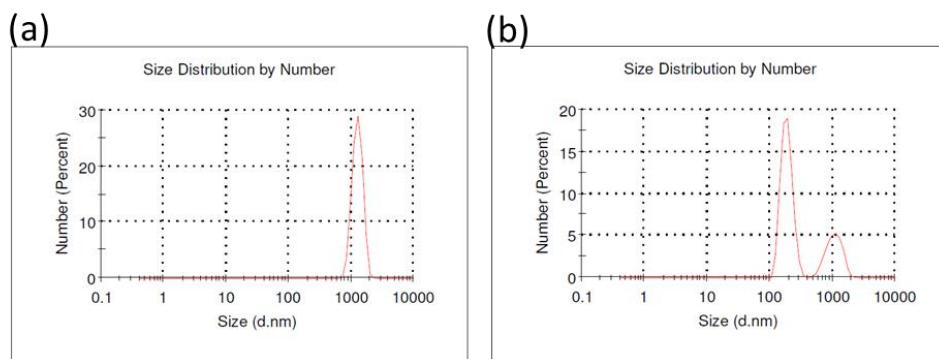 (a)
Size Distribution by Number
30
20
10
0
Number (Percent)
0.1 1 10 100 1000 10000
Size (d.nm)
(b)
Size Distribution by Number
20
15
10
5
0
Number (Percent)
0.1 1 10 100 1000 10000
Size (d.nm)